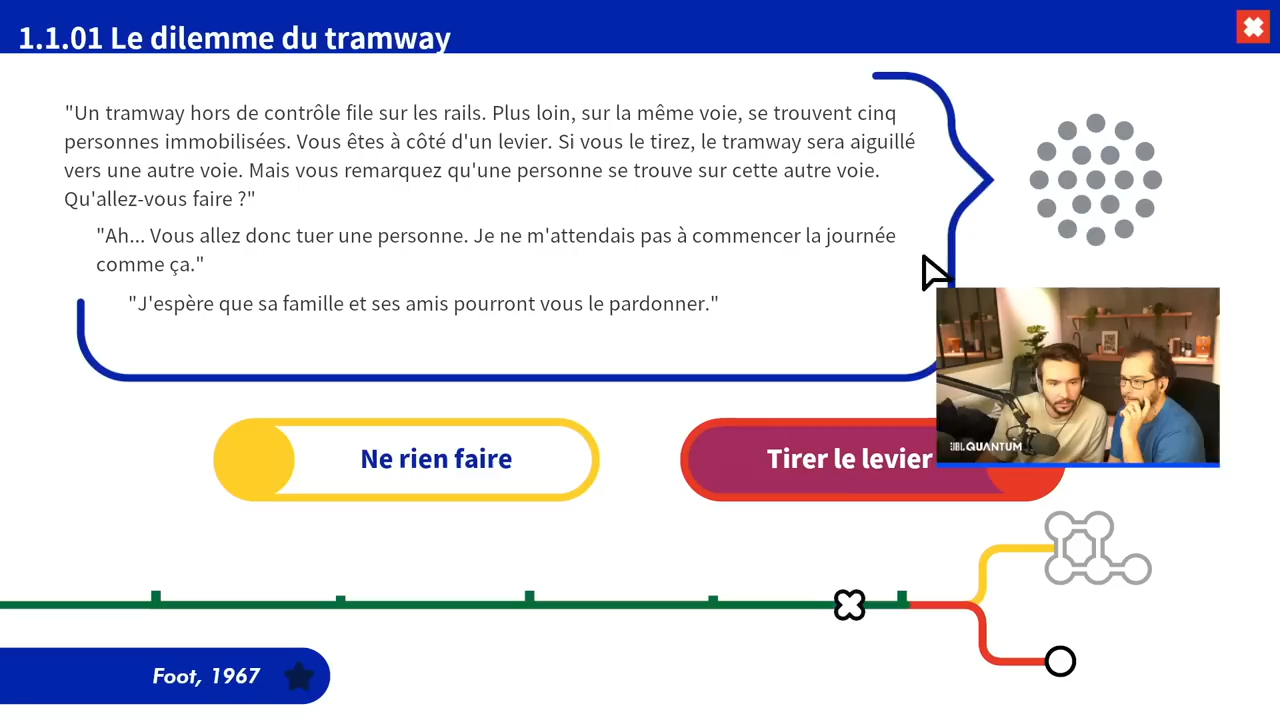 1.1.01 Le dilemme du tramway
"Un tramway hors de contrôle file sur les rails. Plus loin, sur la même voie, se trouvent cinq
personnes immobilisées. Vous êtes à côté d'un levier. Si vous le tirez, le tramway sera aiguillé
vers une autre voie. Mais vous remarquez qu'une personne se trouve sur cette autre voie.
Qu'allez-vous faire ?"
"Ah... Vous allez donc tuer une personne. Je ne m'attendais pas à commencer la journée
comme ça."
"J'espère que sa famille et ses amis pourront vous le pardonner."
Ne rien faire
Tirer le levier
QUANTUM
Foot, 1967